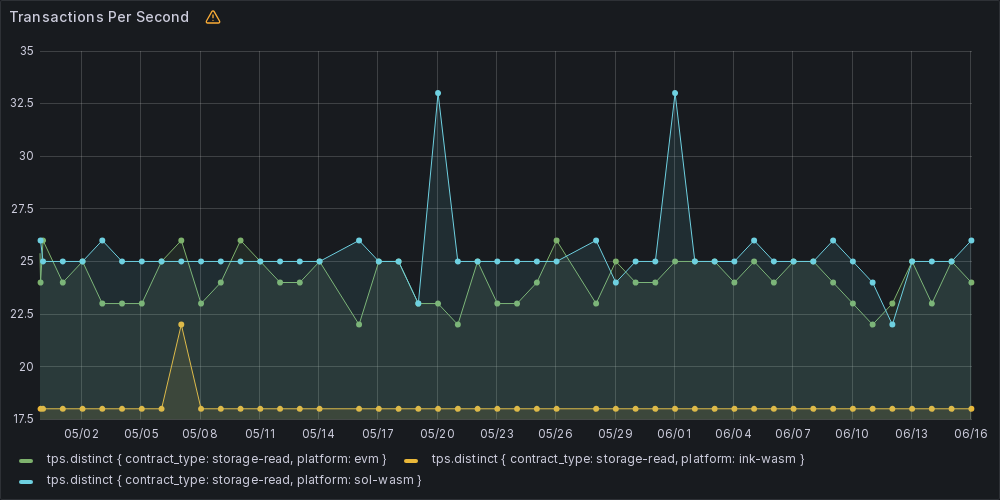 Transactions Per Second
35
32.5
30
27.5
25
22.5
20
17.5
05/02 05/05 05/08 05/11 05/14 05/17 05/20 05/23 05/26 05/29 06/01 06/04 06/07 06/10 06/13 06/16
tps.distinct { contract_type: storage-read, platform: evm } tps.distinct { contract_type: storage-read, platform: ink-wasm }
tps.distinct { contract_type: storage-read, platform: sol-wasm }